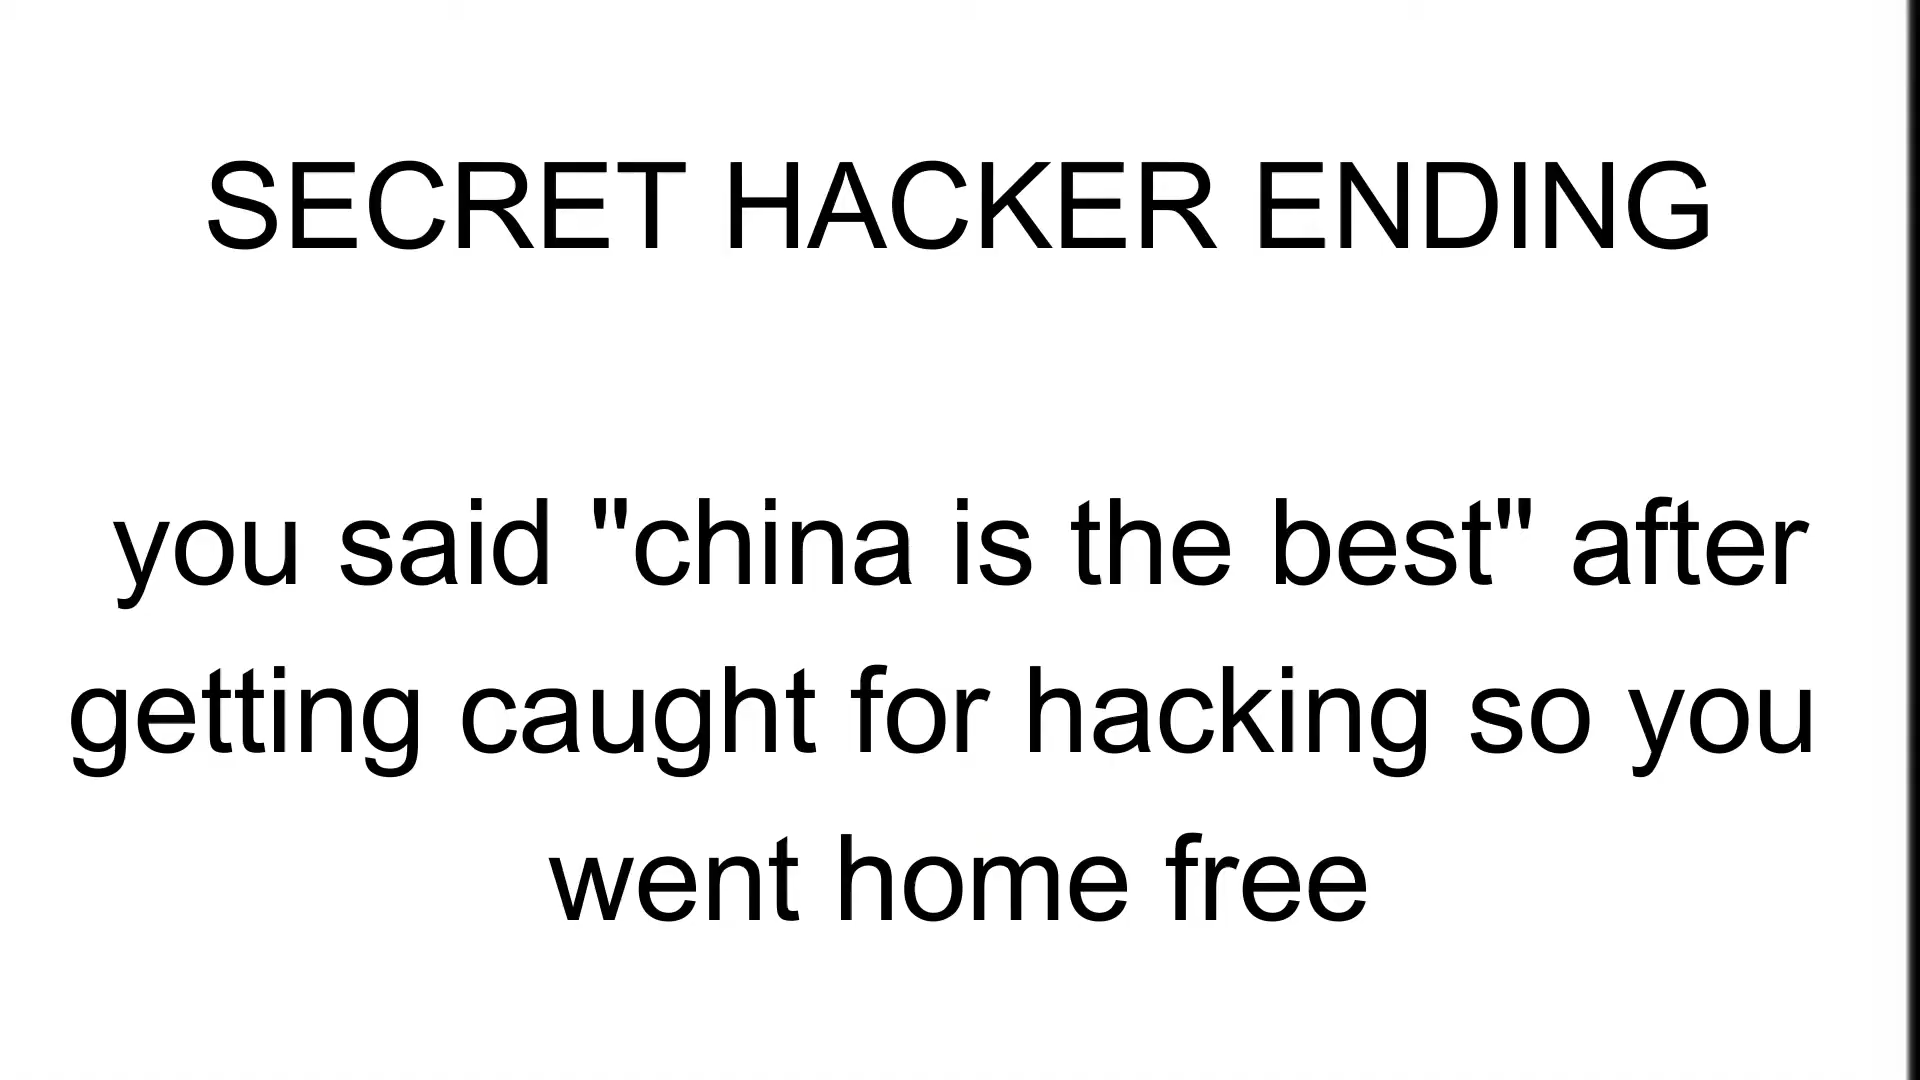 SECRET HACKER ENDING
you said "china is the best" after
getting caught for hacking so you
went home free